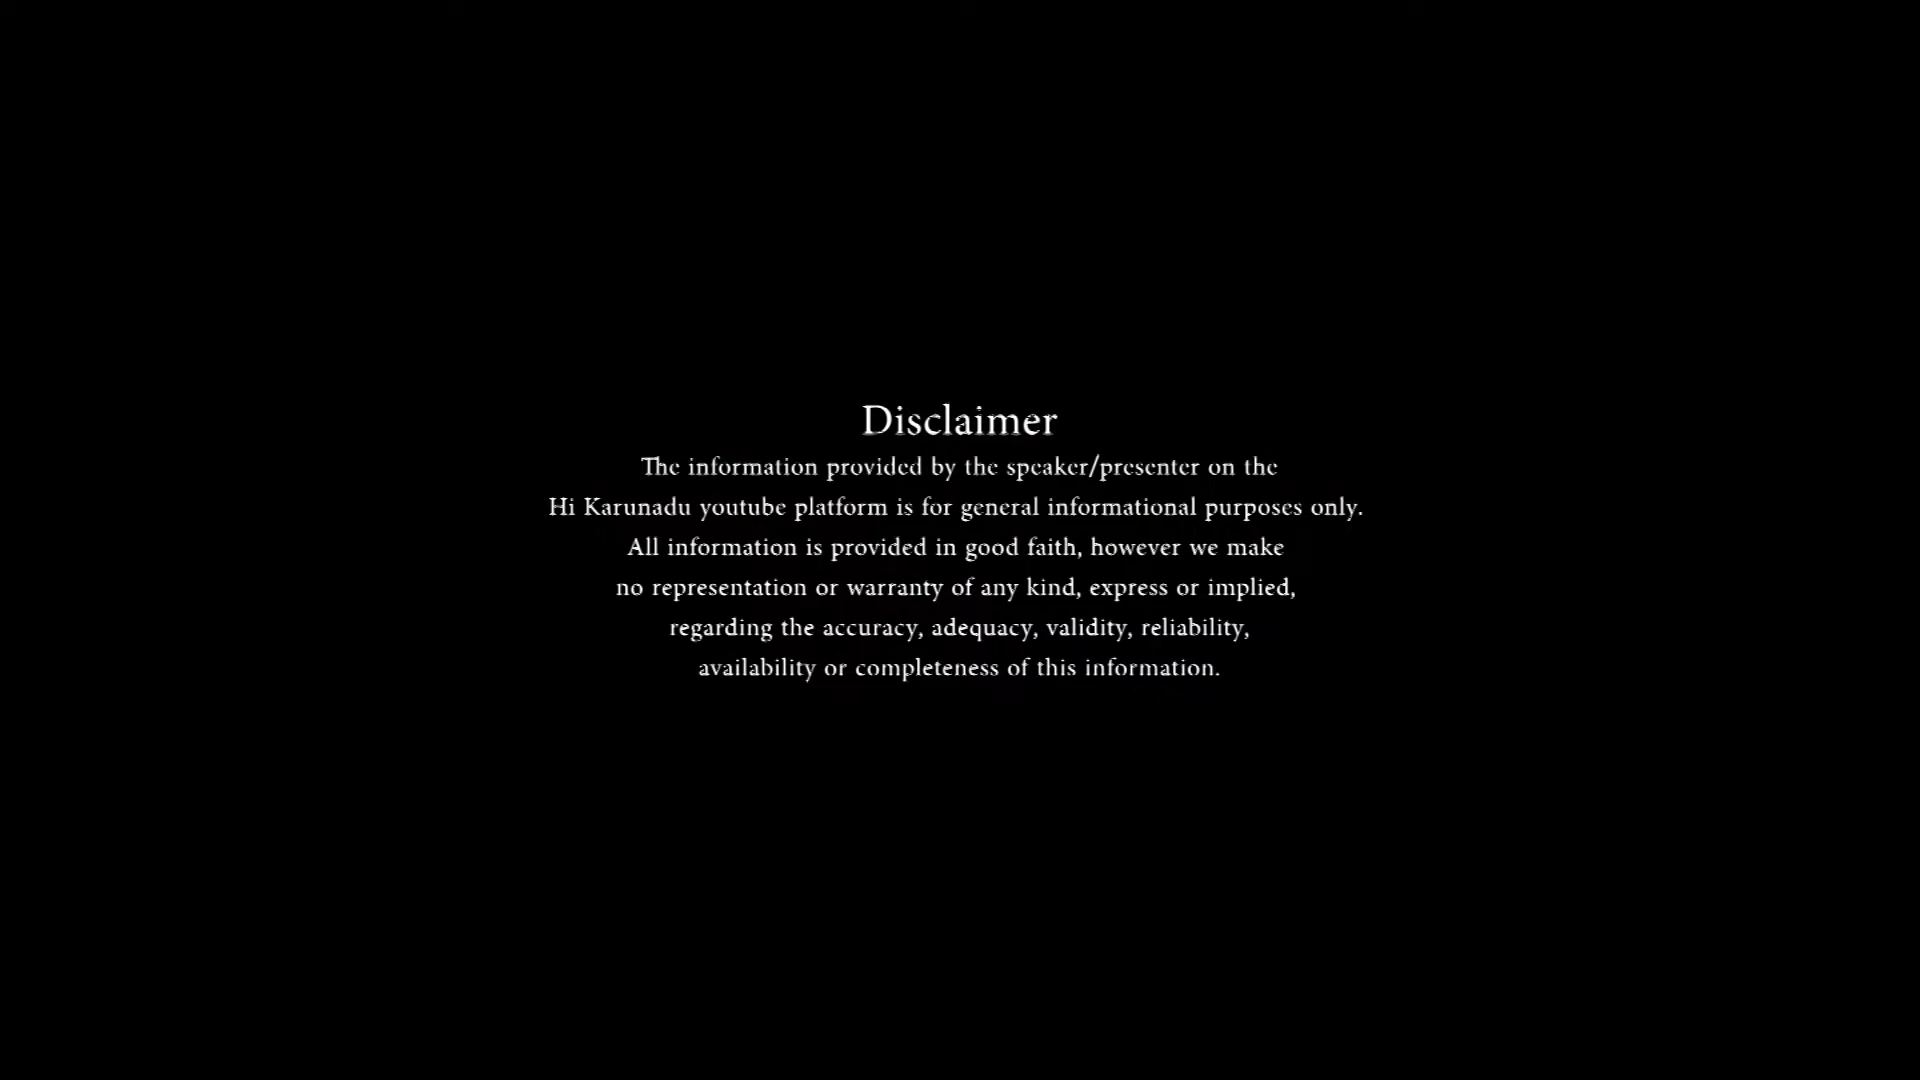 Disclaimer
The information provided by the speaker/presenter on the
Hi Karunadu youtube platform is for general informational purposes only.
All information is provided in good faith, however we make
no representation or warranty of any kind, express or implied,
regarding the accuracy, adequacy, validity, reliability,
availability or completeness of this information.